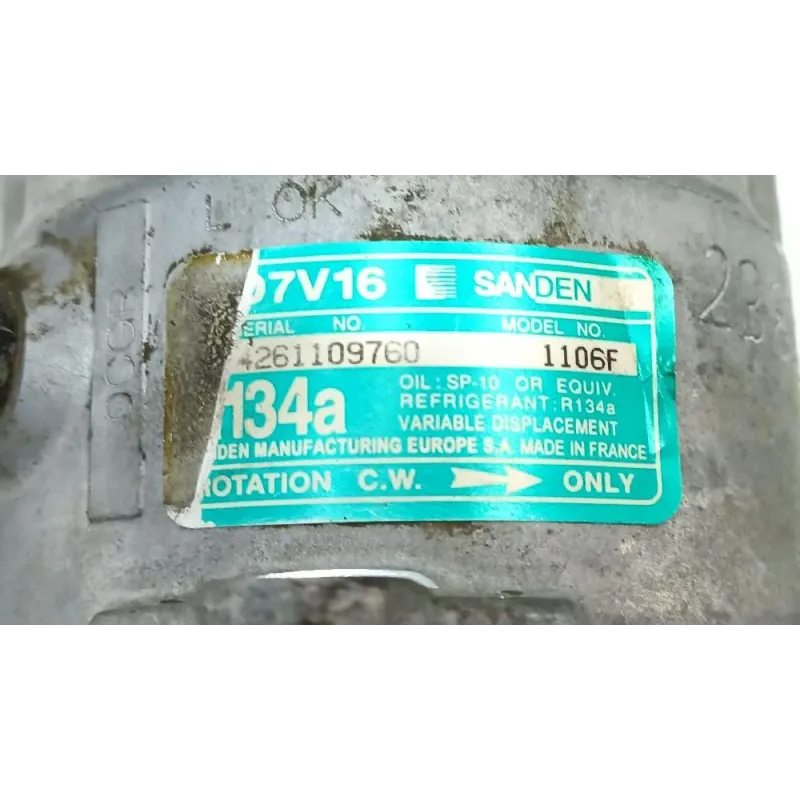 L OK
D7V16 SANDEN
ERIAL NO. MODEL NO.
4261109760 1106F
134a
OIL: SP-10 OR EQUIV.
REFRIGERANT: R134a
VARIABLE DISPLACEMENT
DEN MANUFACTURING EUROPE S.A. MADE IN FRANCE
ROTATION C.W. ONLY